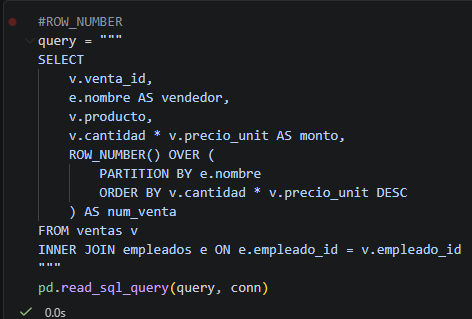 #ROW_NUMBER
query = """
SELECT
    v.venta_id,
    e.nombre AS vendedor,
    v.producto,
    v.cantidad * v.precio_unit AS monto,
    ROW_NUMBER() OVER (
        PARTITION BY e.nombre
        ORDER BY v.cantidad * v.precio_unit DESC
    ) AS num_venta
FROM ventas v
INNER JOIN empleados e ON e.empleado_id = v.empleado_id
"""
pd.read_sql_query(query, conn)
0.0s